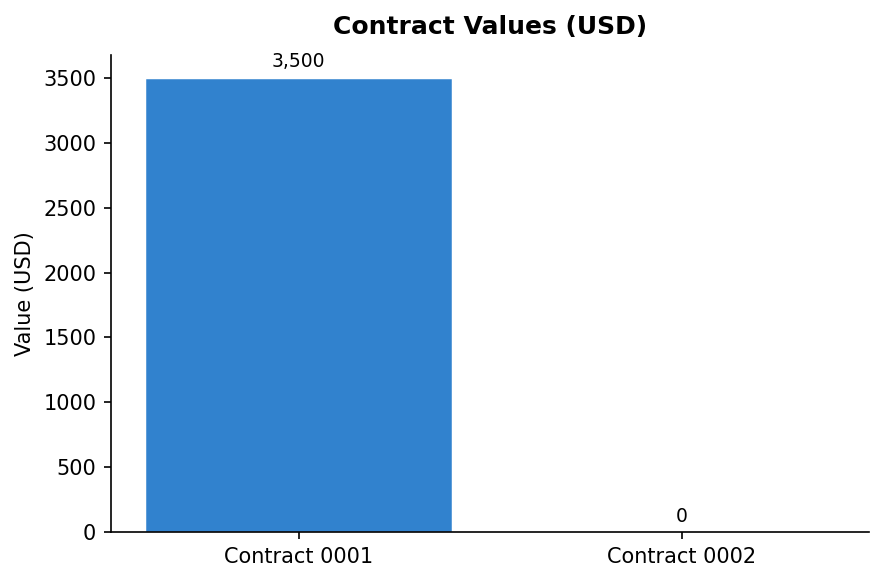 Contract Values (USD)
3,500
3500
3000
2500
2000
1500
1000
500
0
Value (USD)
0
Contract 0001
Contract 0002